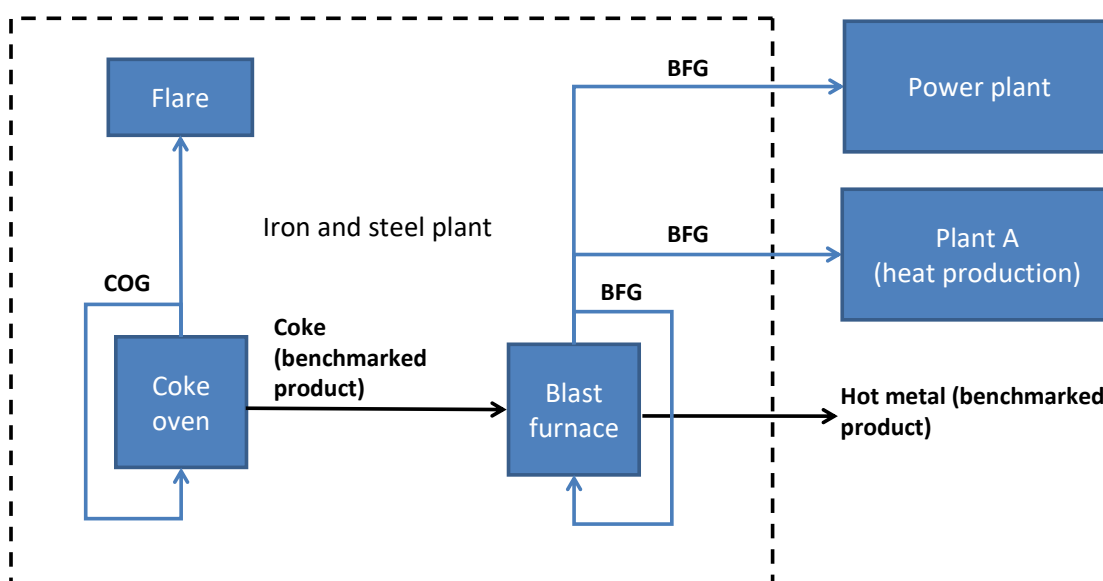 BFG
Power plant
Flare
Iron and steel plant
BFG
Plant A
(heat production)
COG
BFG
Coke
(benchmarked
product)
Coke
oven
Blast
furnace
Hot metal (benchmarked
product)